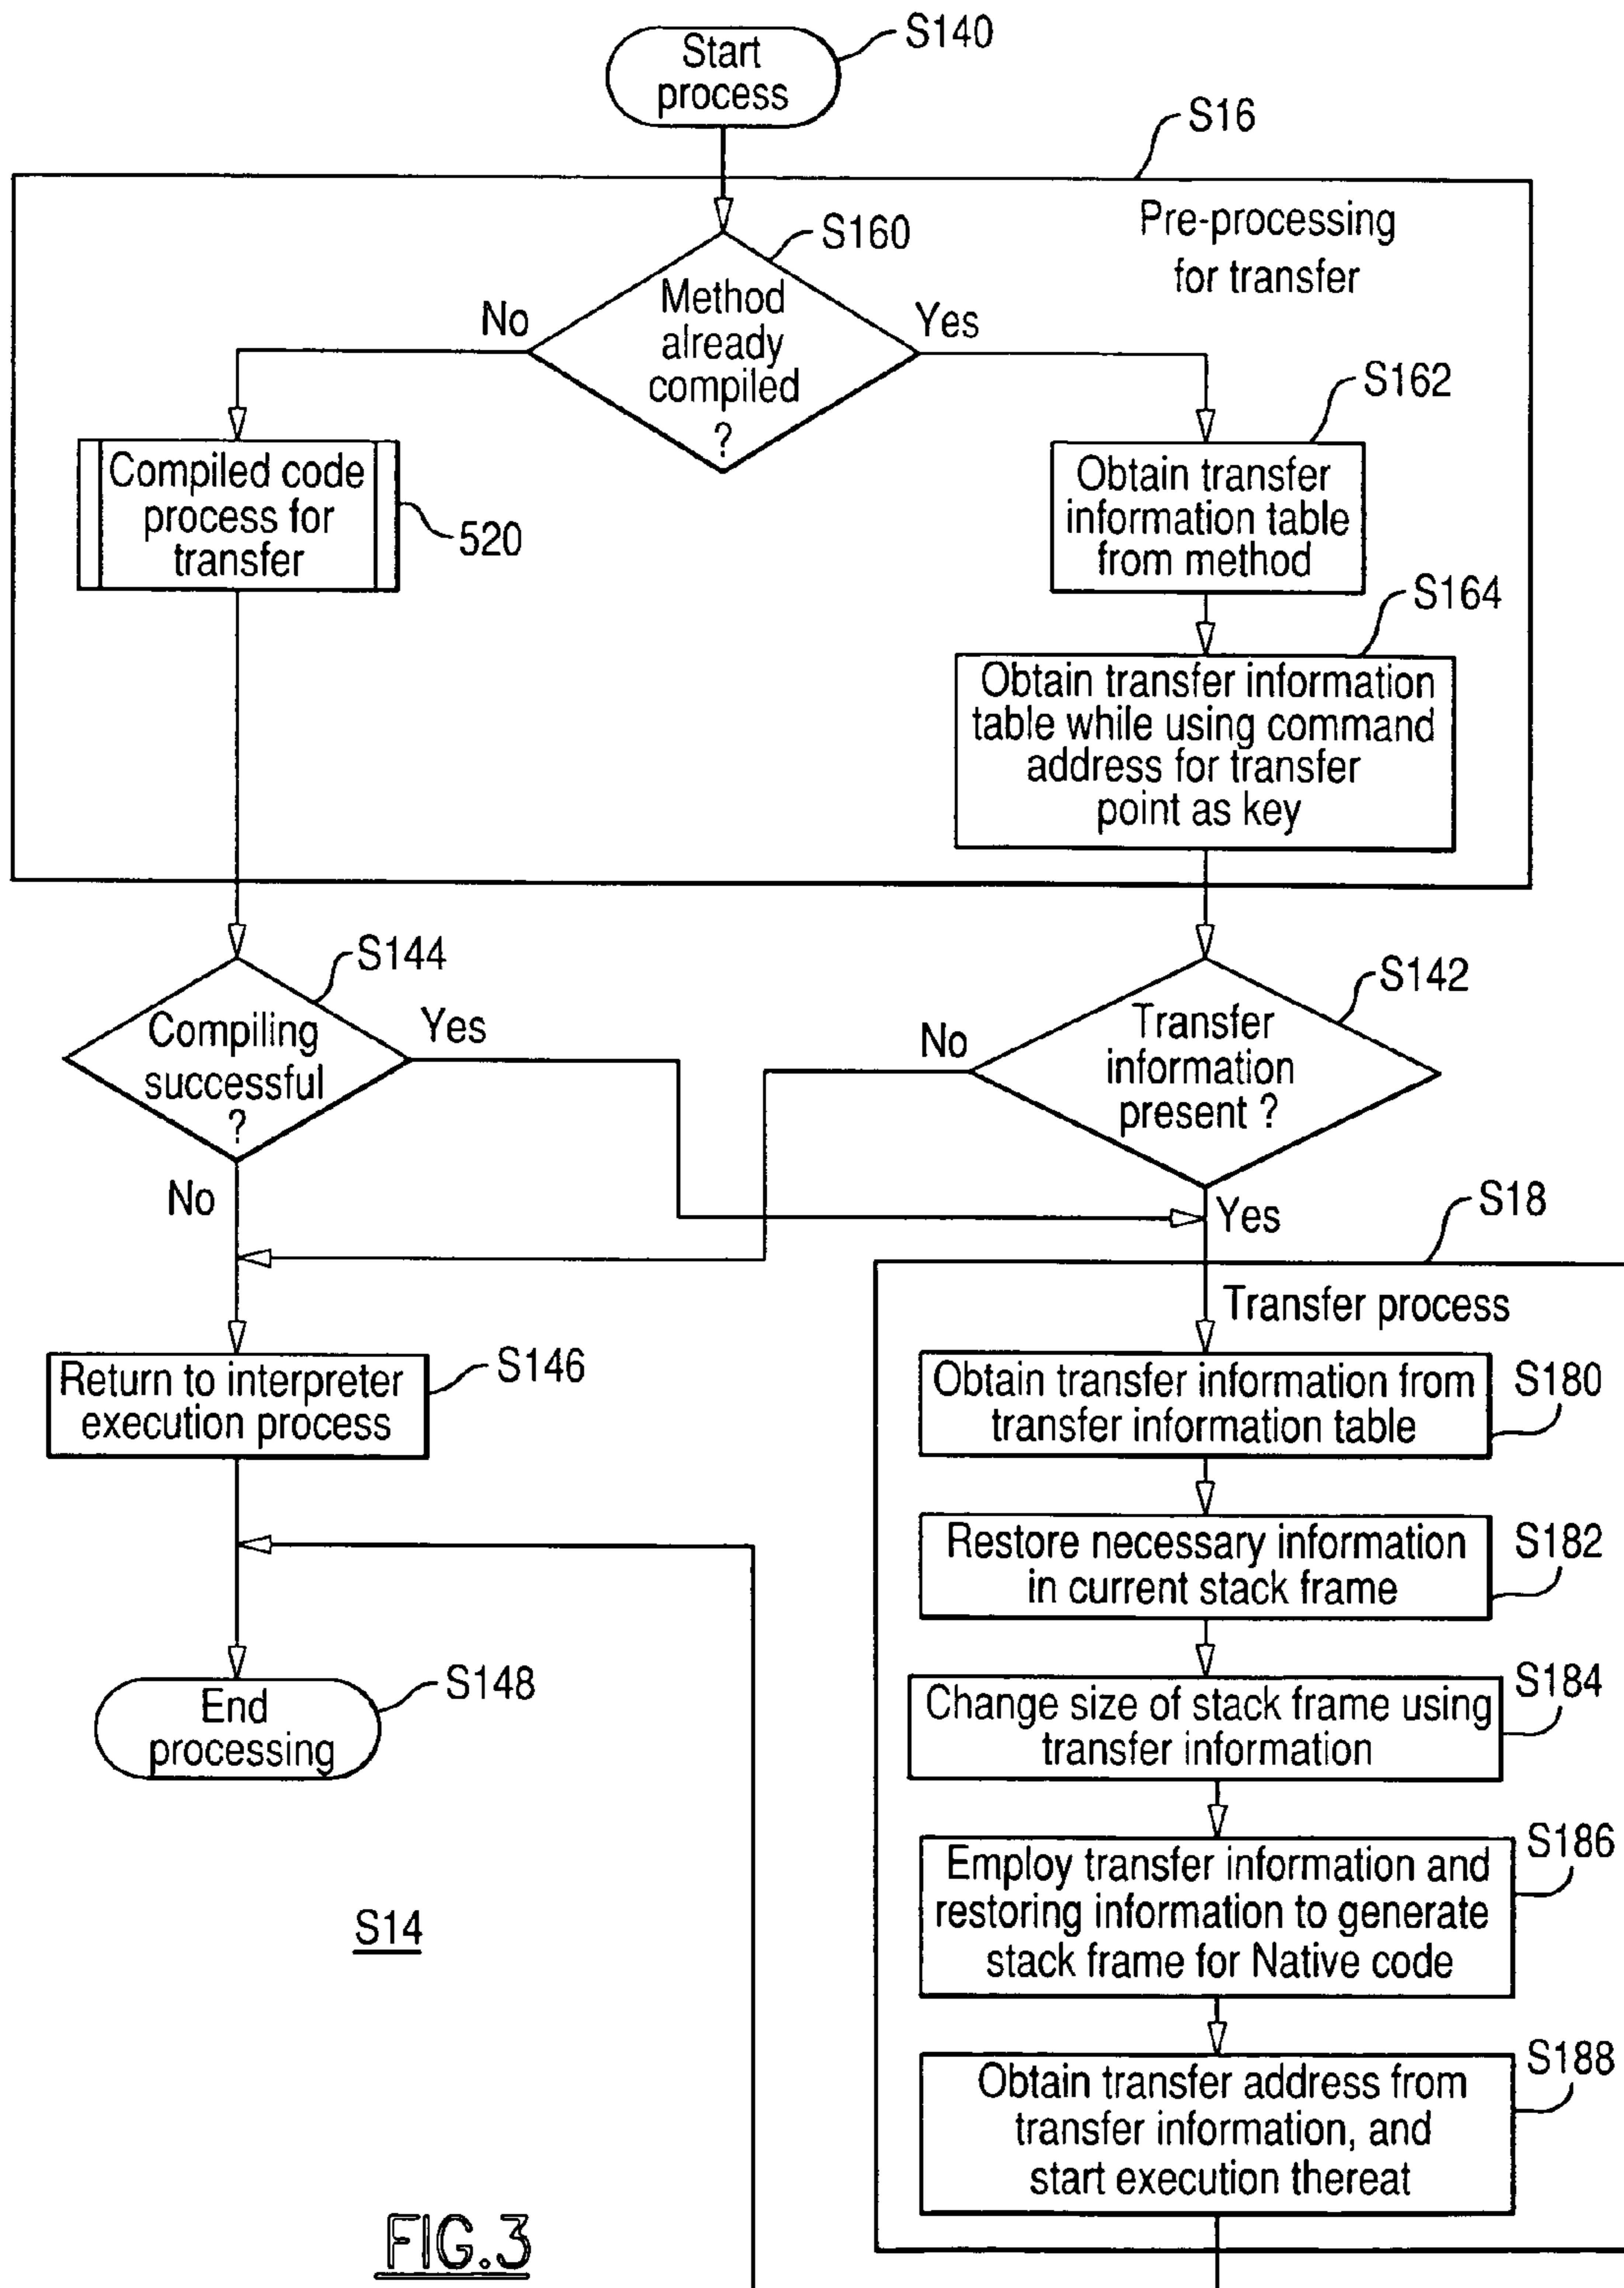 Start
process
S140
S16
Pre-processing
for transfer
S160
Method
already
compiled
?
No
Yes
S162
Compiled code
process for
transfer
520
Obtain transfer
information table
from method
S164
Obtain transfer information
table while using command
address for transfer
point as key
S144
Compiling
successful
?
Yes
No
S142
Transfer
information
present ?
No
Yes
S18
Transfer process
Return to interpreter
execution process
S146
Obtain transfer information from
transfer information table
S180
Restore necessary information
in current stack frame
S182
End
processing
S148
Change size of stack frame using
transfer information
S184
Employ transfer information and
restoring information to generate
stack frame for Native code
S186
S14
Obtain transfer address from
transfer information, and
start execution thereat
S188
FIG.3